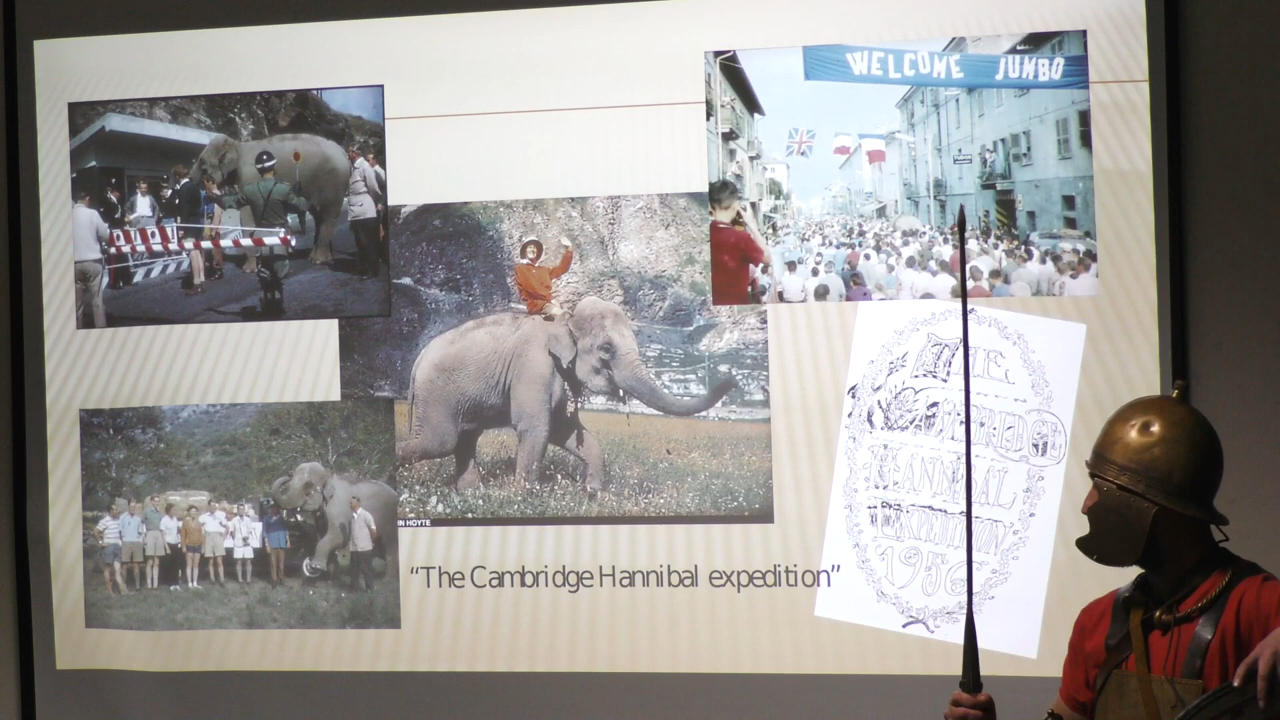 WELCOME JUMBO
IN HOYTE
"The Cambridge Hannibal expedition"
THE
CAMBRIDGE
HANNIBAL
EXPEDITION
1956